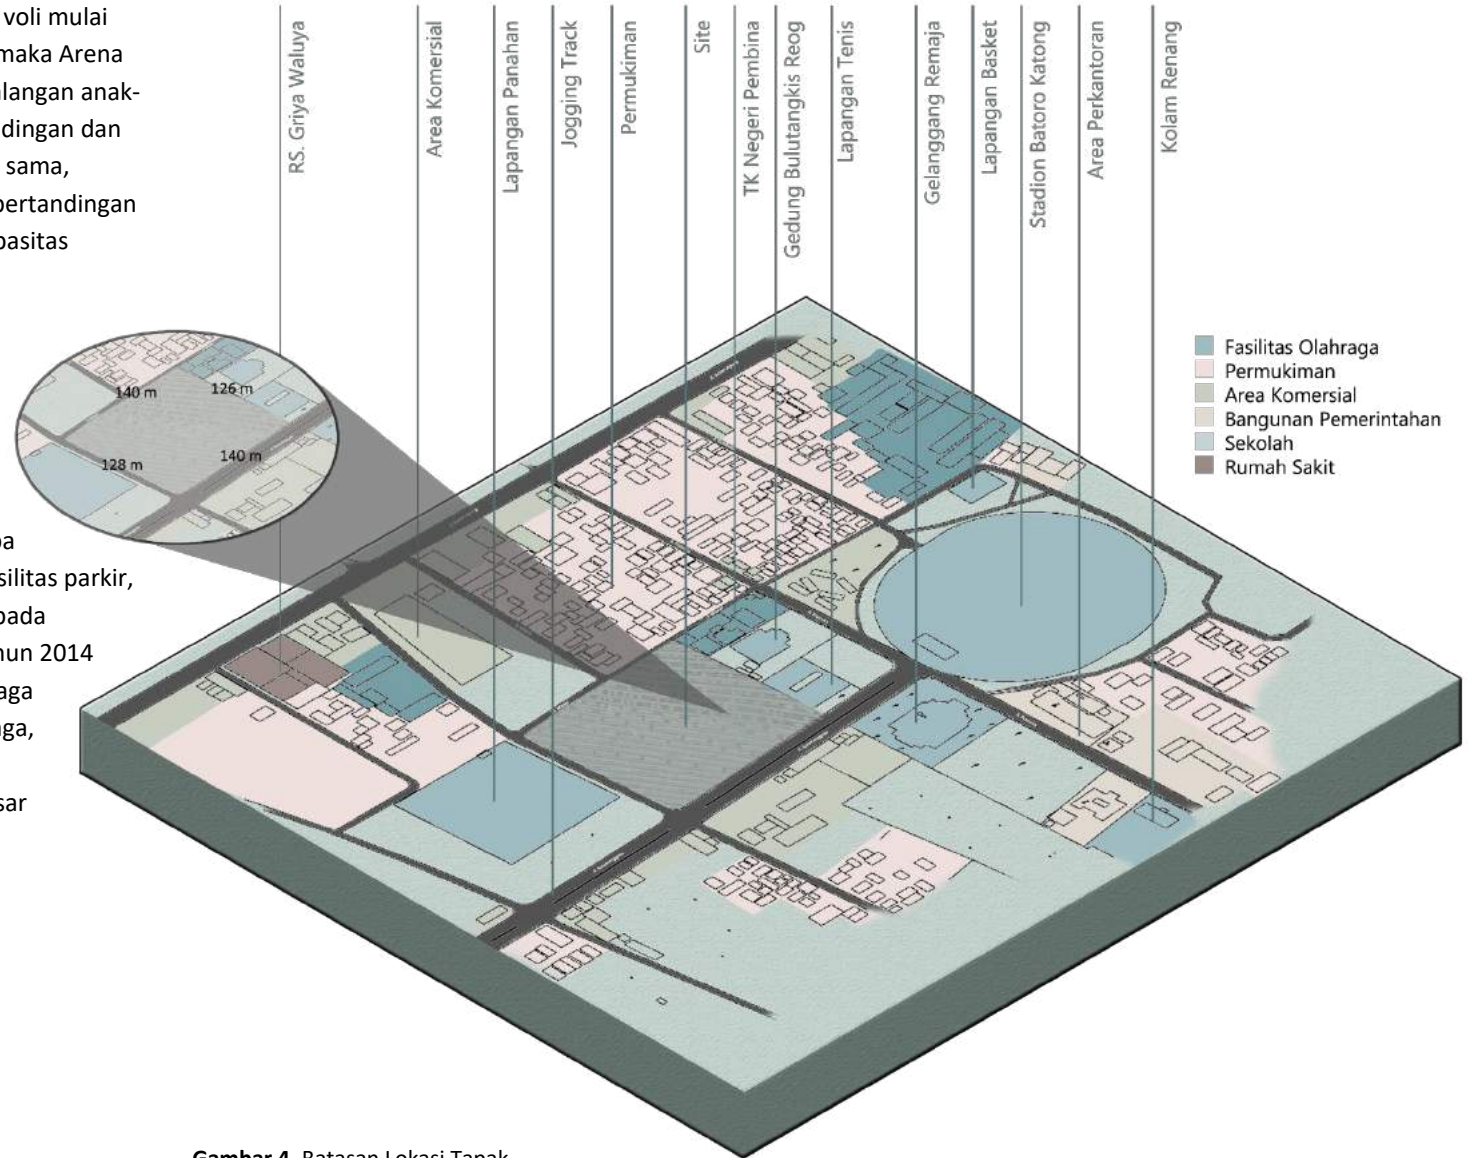 voli mulai
maka Arena
alangan anak-
dingan dan
sama,
pertandingan
pasitas
pa
silitas parkir,
pada
hun 2014
aga
aga,
sar
RS. Griya Waluya
Area Komersial
Lapangan Panahan
Jogging Track
Permukiman
Site
TK Negeri Pembina
Gedung Bulutangkis Reog
Lapangan Tenis
Gelanggang Remaja
Lapangan Basket
Stadion Batoro Katong
Area Perkantoran
Kolam Renang
140 m
126 m
128 m
140 m
Fasilitas Olahraga
Permukiman
Area Komersial
Bangunan Pemerintahan
Sekolah
Rumah Sakit
Gambar 4. Batasan Lokasi Tapak